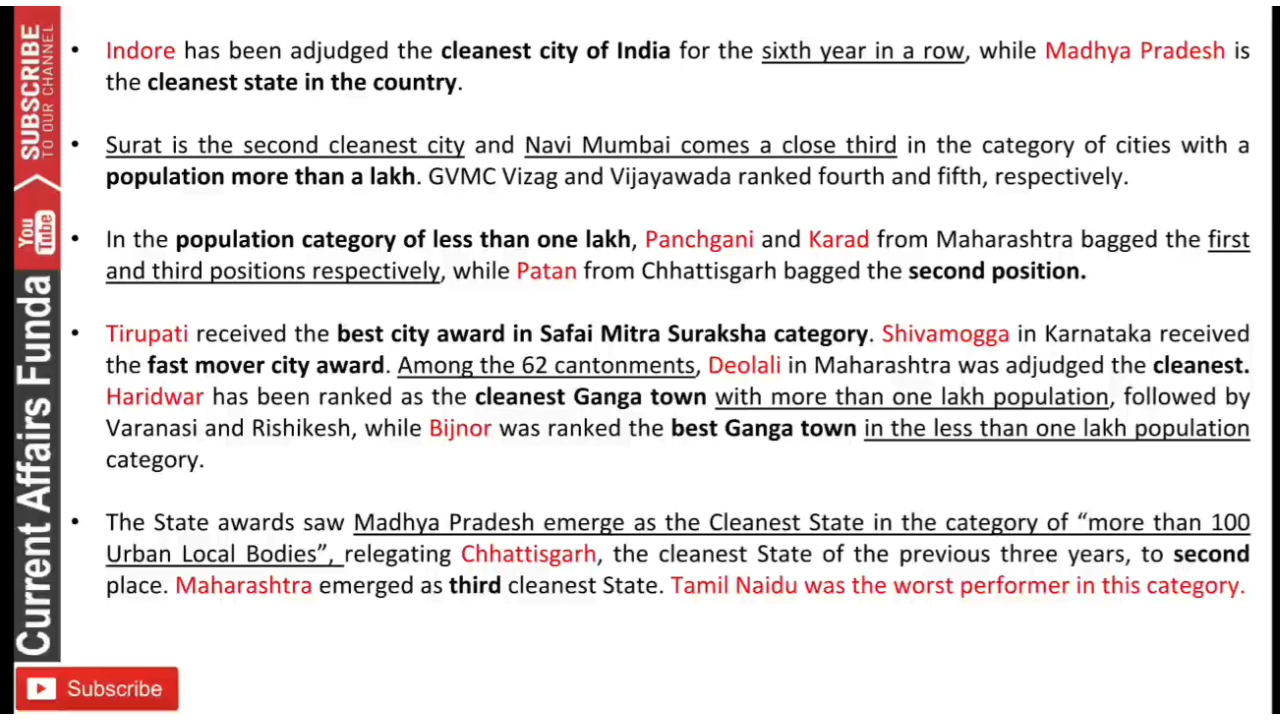 SUBSCRIBE
TO OUR CHANNEL
You
Tube
Current Affairs Funda
• Indore has been adjudged the cleanest city of India for the sixth year in a row, while Madhya Pradesh is
the cleanest state in the country.
• Surat is the second cleanest city and Navi Mumbai comes a close third in the category of cities with a
population more than a lakh. GVMC Vizag and Vijayawada ranked fourth and fifth, respectively.
• In the population category of less than one lakh, Panchgani and Karad from Maharashtra bagged the first
and third positions respectively, while Patan from Chhattisgarh bagged the second position.
• Tirupati received the best city award in Safai Mitra Suraksha category. Shivamogga in Karnataka received
the fast mover city award. Among the 62 cantonments, Deolali in Maharashtra was adjudged the cleanest.
Haridwar has been ranked as the cleanest Ganga town with more than one lakh population, followed by
Varanasi and Rishikesh, while Bijnor was ranked the best Ganga town in the less than one lakh population
category.
• The State awards saw Madhya Pradesh emerge as the Cleanest State in the category of “more than 100
Urban Local Bodies”, relegating Chhattisgarh, the cleanest State of the previous three years, to second
place. Maharashtra emerged as third cleanest State. Tamil Naidu was the worst performer in this category.
Subscribe